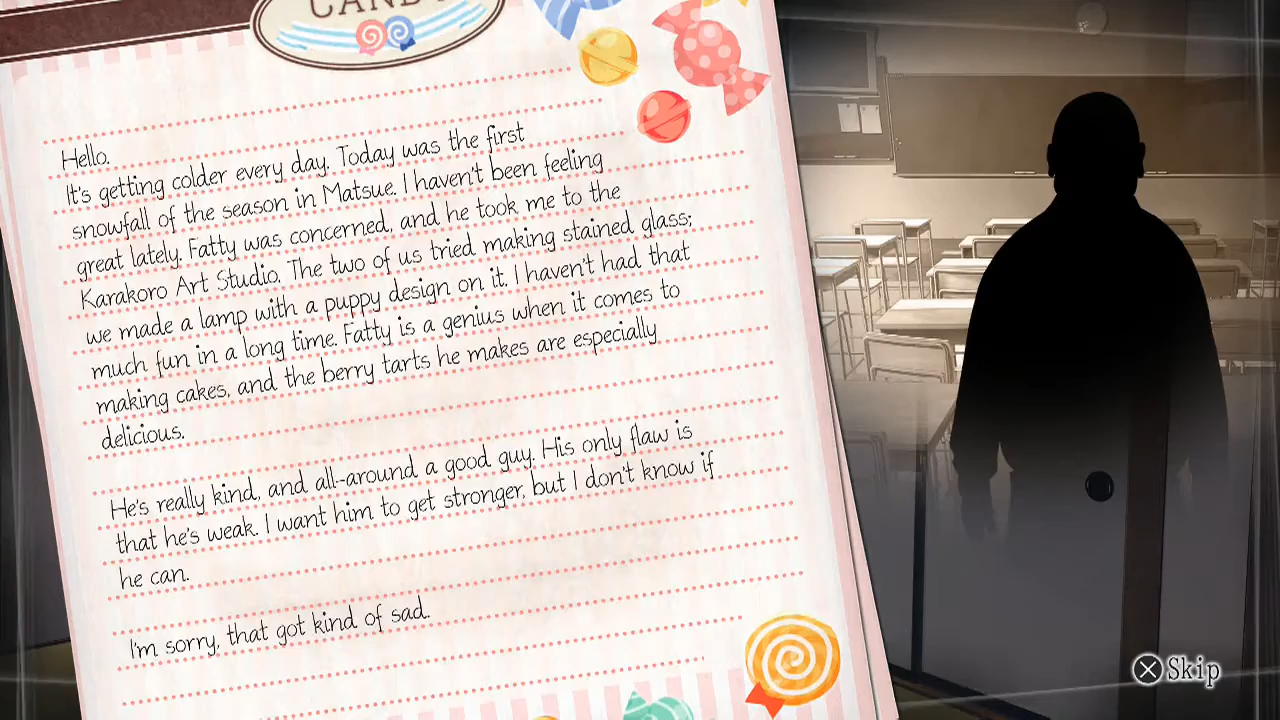 Hello.
It's getting colder every day. Today was the first
snowfall of the season in Matsue. I haven't been feeling
great lately. Fatty was concerned, and he took me to the
Karakoro Art Studio. The two of us tried making stained glass;
we made a lamp with a puppy design on it. I haven't had that
much fun in a long time. Fatty is a genius when it comes to
making cakes, and the berry tarts he makes are especially
delicious.
He's really kind, and all-around a good guy. His only flaw is
that he's weak. I want him to get stronger, but I don't know if
he can.
I'm sorry, that got kind of sad.
Skip